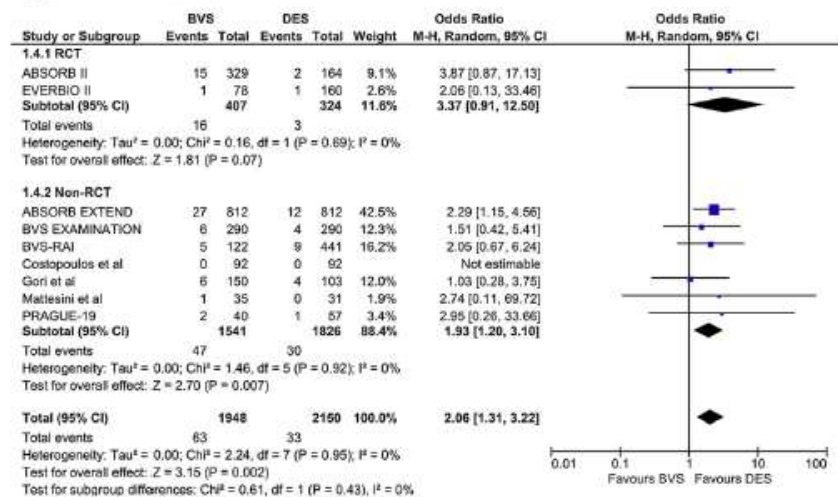 BVS DES Odds Ratio Odds Ratio
Study or Subgroup Events Total Events Total Weight M-H, Random, 95% CI M-H, Random, 95% CI
1.4.1 RCT
ABSORB II 15 329 2 164 9.1% 3.87 [0.87, 17.13]
EVERBIO II 1 78 1 160 2.6% 2.06 [0.13, 33.46]
Subtotal (95% CI) 407 324 11.6% 3.37 [0.91, 12.50]
Total events 16 3
Heterogeneity: Tau² = 0.00; Chi² = 0.16, df = 1 (P = 0.69); I² = 0%
Test for overall effect: Z = 1.81 (P = 0.07)
1.4.2 Non-RCT
ABSORB EXTEND 27 812 12 812 42.5% 2.29 [1.15, 4.56]
BVS EXAMINATION 6 290 4 290 12.3% 1.51 [0.42, 5.41]
BVS-RAI 5 122 9 441 16.2% 2.05 [0.67, 6.24]
Costopoulos et al 0 92 0 92 Not estimable
Gori et al 6 150 4 103 12.0% 1.03 [0.28, 3.75]
Mattesini et al 1 35 0 31 1.9% 2.74 [0.11, 69.72]
PRAGUE-19 2 40 1 57 3.4% 2.95 [0.26, 33.66]
Subtotal (95% CI) 1541 1826 88.4% 1.93 [1.20, 3.10]
Total events 47 30
Heterogeneity: Tau² = 0.00; Chi² = 1.46, df = 5 (P = 0.92); I² = 0%
Test for overall effect: Z = 2.70 (P = 0.007)
Total (95% CI) 1948 2150 100.0% 2.06 [1.31, 3.22]
Total events 63 33
Heterogeneity: Tau² = 0.00; Chi² = 2.24, df = 7 (P = 0.95); I² = 0%
Test for overall effect: Z = 3.15 (P = 0.002)
Test for subgroup differences: Chi² = 0.61, df = 1 (P = 0.43), I² = 0%
0.01 0.1 1 10 100
Favours BVS Favours DES